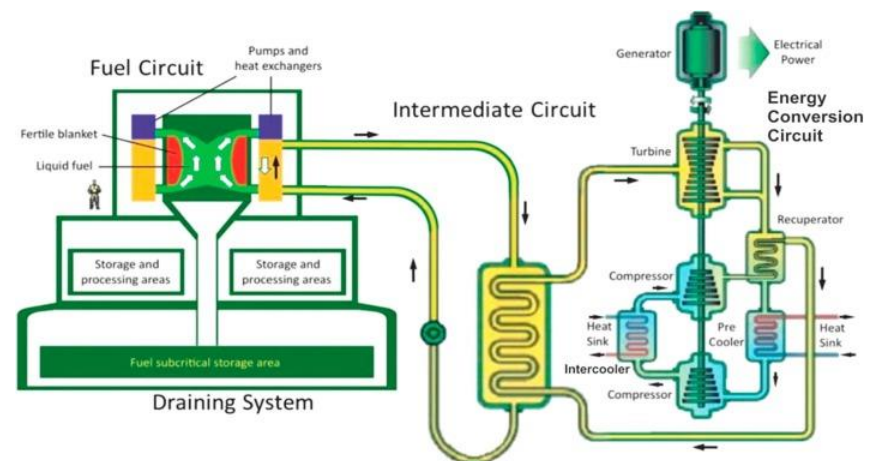 Fuel Circuit
Pumps and
heat exchangers
Fertile blanket
Liquid fuel
Storage and
processing areas
Storage and
processing areas
Fuel subcritical storage area
Draining System
Intermediate Circuit
Generator
Electrical
Power
Energy
Conversion
Circuit
Turbine
Recuperator
Compressor
Heat
Sink
Pre
Cooler
Heat
Sink
Intercooler
Compressor